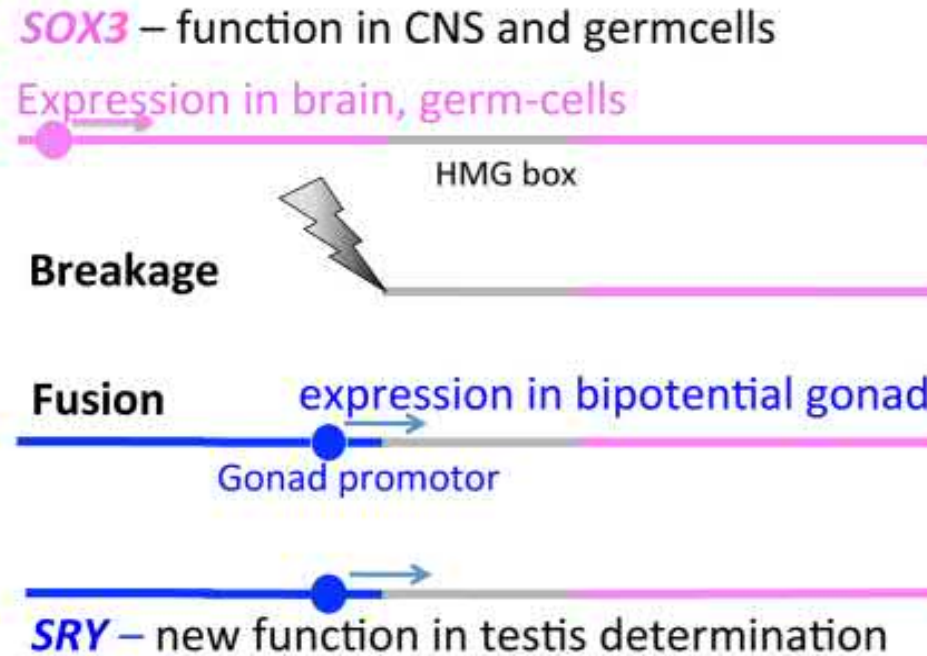 SOX3 – function in CNS and germcells
Expression in brain, germ-cells
HMG box
Breakage
Fusion
expression in bipotential gonad
Gonad promotor
SRY – new function in testis determination